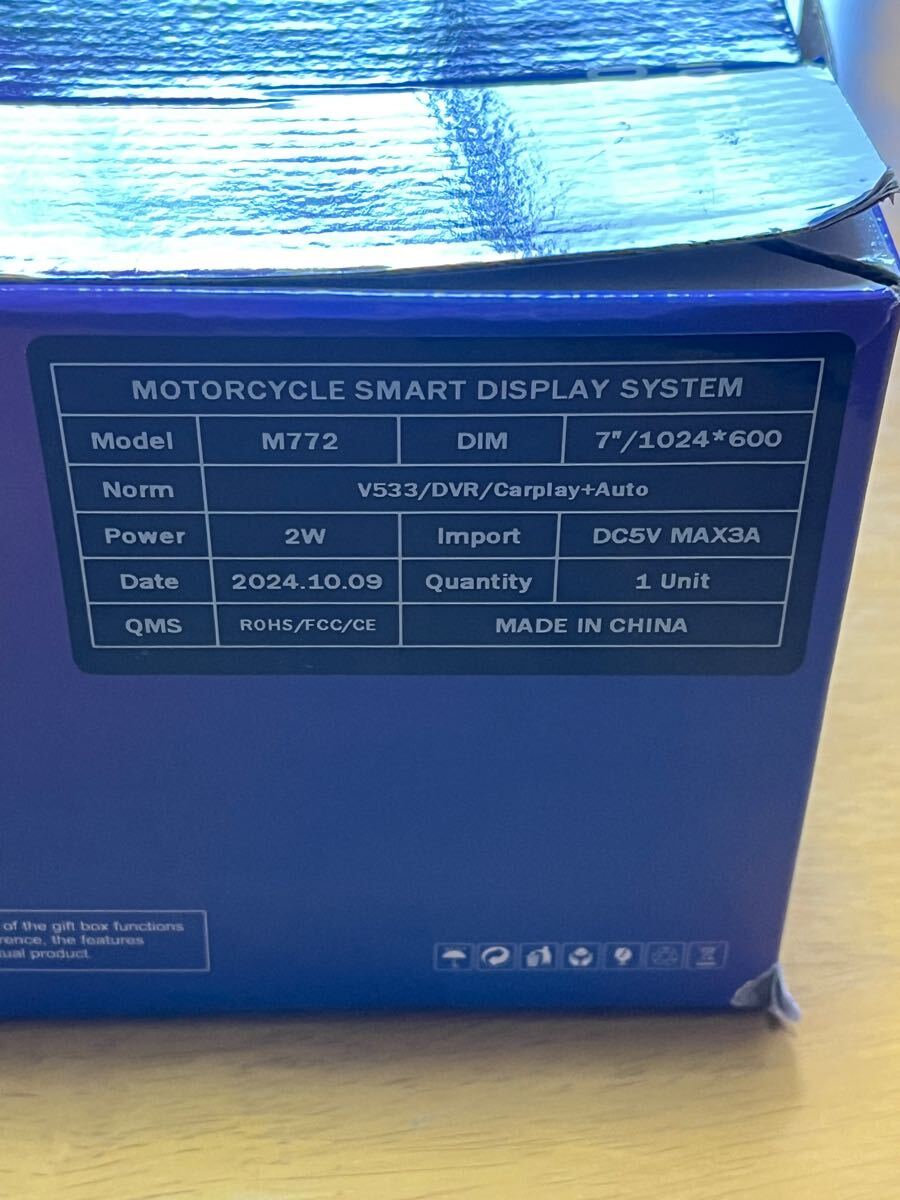 MOTORCYCLE SMART DISPLAY SYSTEM
Model M772 DIM 7"/1024*600
Norm V533/DVR/Carplay+Auto
Power 2W Import DC5V MAX3A
Date 2024.10.09 Quantity 1 Unit
QMS ROHS/FCC/CE MADE IN CHINA
of the gift box functions
rence, the features
ual product